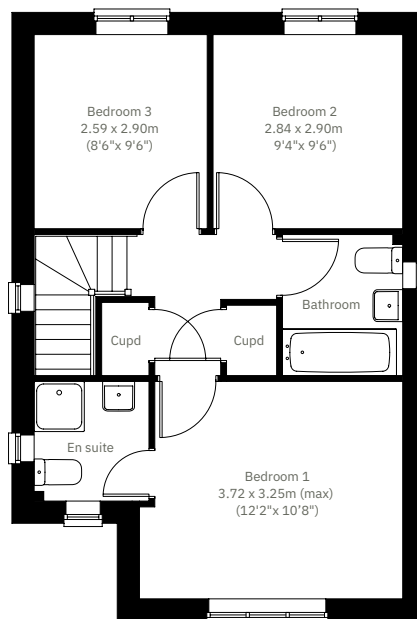 Bedroom 3
2.59 x 2.90m
(8'6"x 9'6")
Bedroom 2
2.84 x 2.90m
9'4"x 9'6")
Bathroom
Cupd
Cupd
En suite
Bedroom 1
3.72 x 3.25m (max)
(12'2"x 10'8")